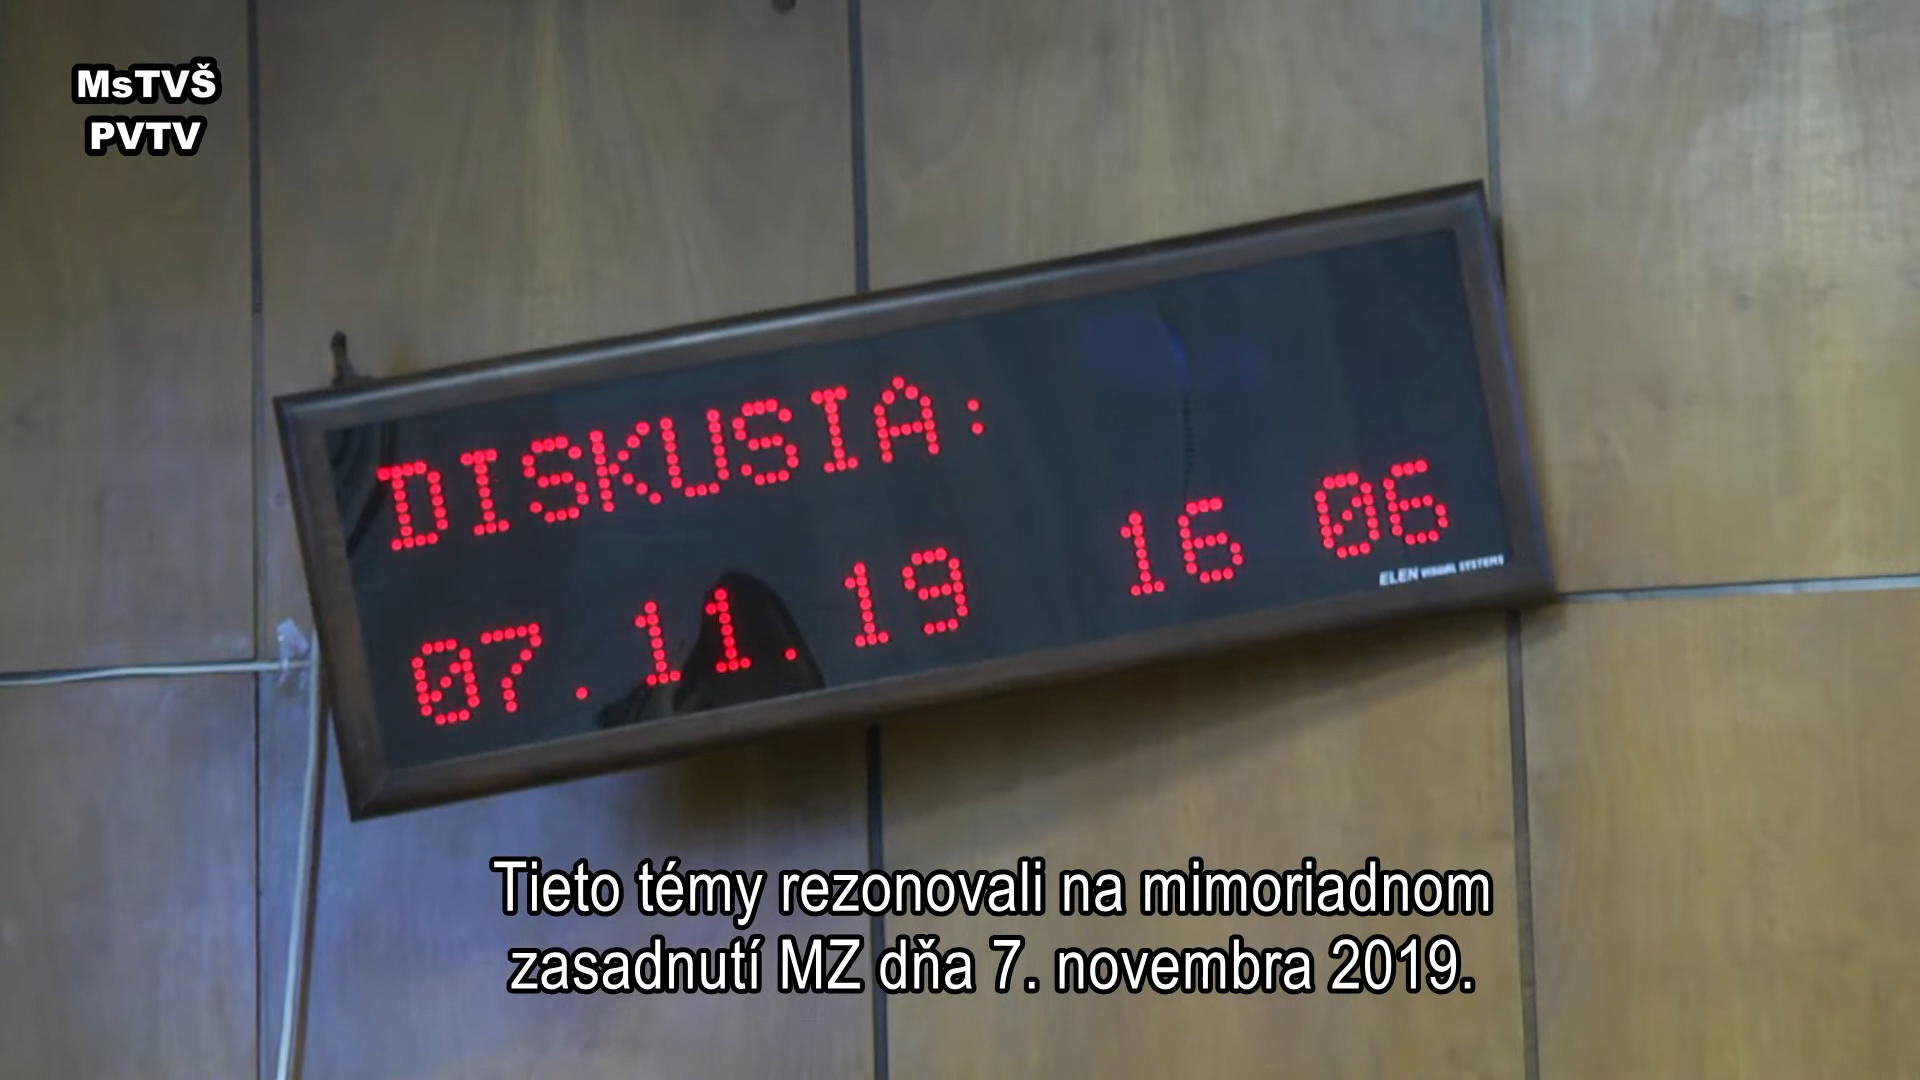 MsTVŠ
PVTV
DISKUSIA:
07.11.19 16 06
ELEN VISUAL SYSTEMS
Tieto témy rezonovali na mimoriadnom
zasadnutí MZ dňa 7. novembra 2019.